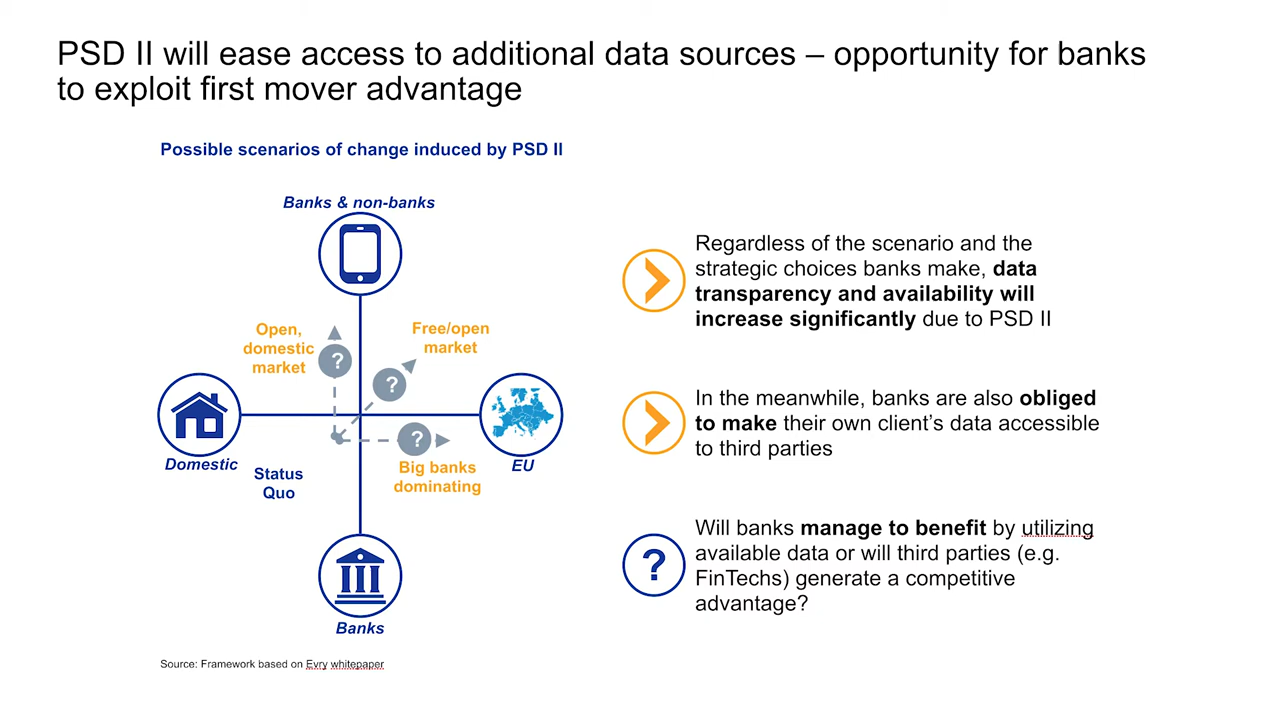 PSD II will ease access to additional data sources – opportunity for banks
to exploit first mover advantage
Possible scenarios of change induced by PSD II
Banks & non-banks
Open,
domestic
market
?
Free/open
market
?
Domestic
Status
Quo
?
Big banks
dominating
EU
Banks
Source: Framework based on Evry whitepaper
Regardless of the scenario and the
strategic choices banks make, data
transparency and availability will
increase significantly due to PSD II
In the meanwhile, banks are also obliged
to make their own client's data accessible
to third parties
?
Will banks manage to benefit by utilizing
available data or will third parties (e.g.
FinTechs) generate a competitive
advantage?